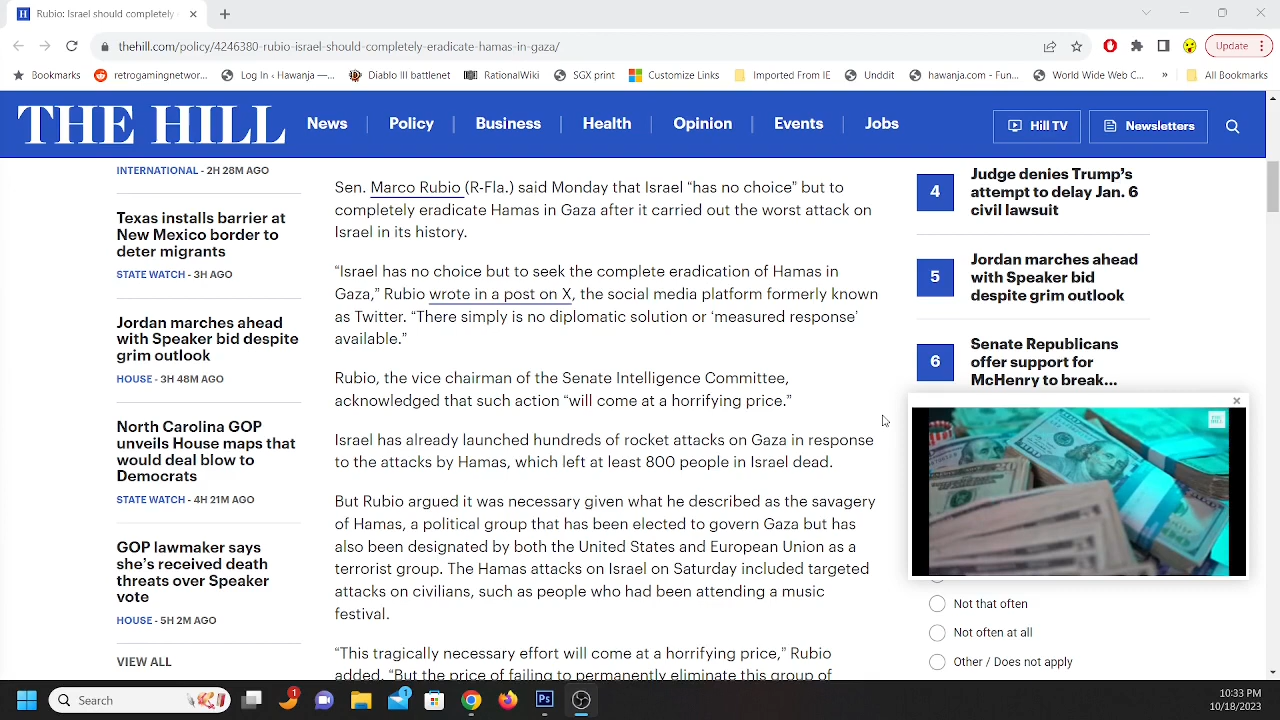 Rubio: Israel should completely
thehill.com/policy/4246380-rubio-israel-should-completely-eradicate-hamas-in-gaza/
Update
Bookmarks
retrogamingnetwor...
Log In ‹ Hawanja —...
Diablo III battlenet
RationalWiki
SGX print
Customize Links
Imported From IE
Unddit
hawanja.com - Fun...
World Wide Web C...
»
All Bookmarks
THE HILL
News
Policy
Business
Health
Opinion
Events
Jobs
Hill TV
Newsletters
INTERNATIONAL - 2H 28M AGO
Texas installs barrier at
New Mexico border to
deter migrants
STATE WATCH - 3H AGO
Jordan marches ahead
with Speaker bid despite
grim outlook
HOUSE - 3H 48M AGO
North Carolina GOP
unveils House maps that
would deal blow to
Democrats
STATE WATCH - 4H 21M AGO
GOP lawmaker says
she’s received death
threats over Speaker
vote
HOUSE - 5H 2M AGO
VIEW ALL
Sen. Marco Rubio (R-Fla.) said Monday that Israel “has no choice” but to
completely eradicate Hamas in Gaza after it carried out the worst attack on
Israel in its history.
“Israel has no choice but to seek the complete eradication of Hamas in
Gaza,” Rubio wrote in a post on X, the social media platform formerly known
as Twitter. “There simply is no diplomatic solution or ‘measured response’
available.”
Rubio, the vice chairman of the Senate Intelligence Committee,
acknowledged that such action “will come at a horrifying price.”
Israel has already launched hundreds of rocket attacks on Gaza in response
to the attacks by Hamas, which left at least 800 people in Israel dead.
But Rubio argued it was necessary given what he described as the savagery
of Hamas, a political group that has been elected to govern Gaza but has
also been designated by both the United States and European Union as a
terrorist group. The Hamas attacks on Israel on Saturday included targeted
attacks on civilians, such as people who had been attending a music
festival.
“This tragically necessary effort will come at a horrifying price,” Rubio
added. “But the price of failing to permanently eliminate this group of
4
Judge denies Trump’s
attempt to delay Jan. 6
civil lawsuit
5
Jordan marches ahead
with Speaker bid
despite grim outlook
6
Senate Republicans
offer support for
McHenry to break...
Not that often
Not often at all
Other / Does not apply
Search
10:33 PM
10/18/2023